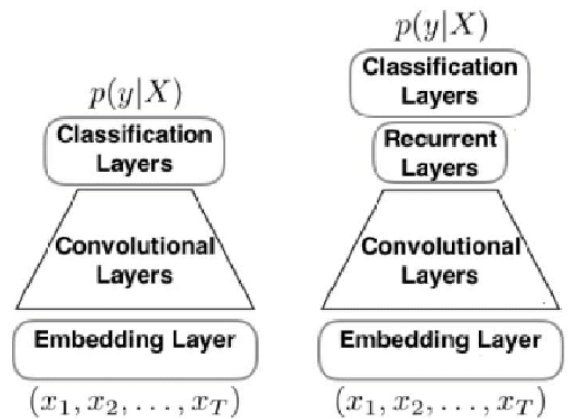 p(y|X)
Classification
Layers
Convolutional
Layers
Embedding Layer
(x_1, x_2, . . . , x_T)
p(y|X)
Classification
Layers
Recurrent
Layers
Convolutional
Layers
Embedding Layer
(x_1, x_2, . . . , x_T)